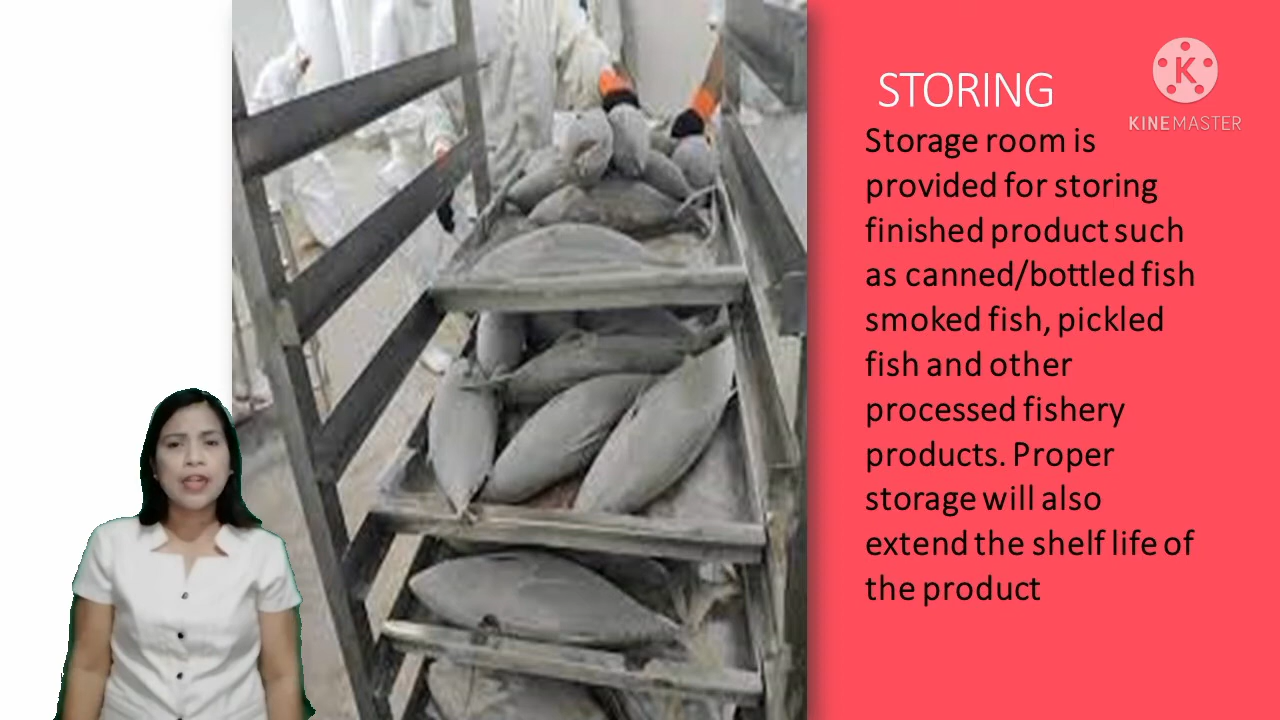 STORING
KINEMASTER
Storage room is
provided for storing
finished product such
as canned/bottled fish
smoked fish, pickled
fish and other
processed fishery
products. Proper
storage will also
extend the shelf life of
the product